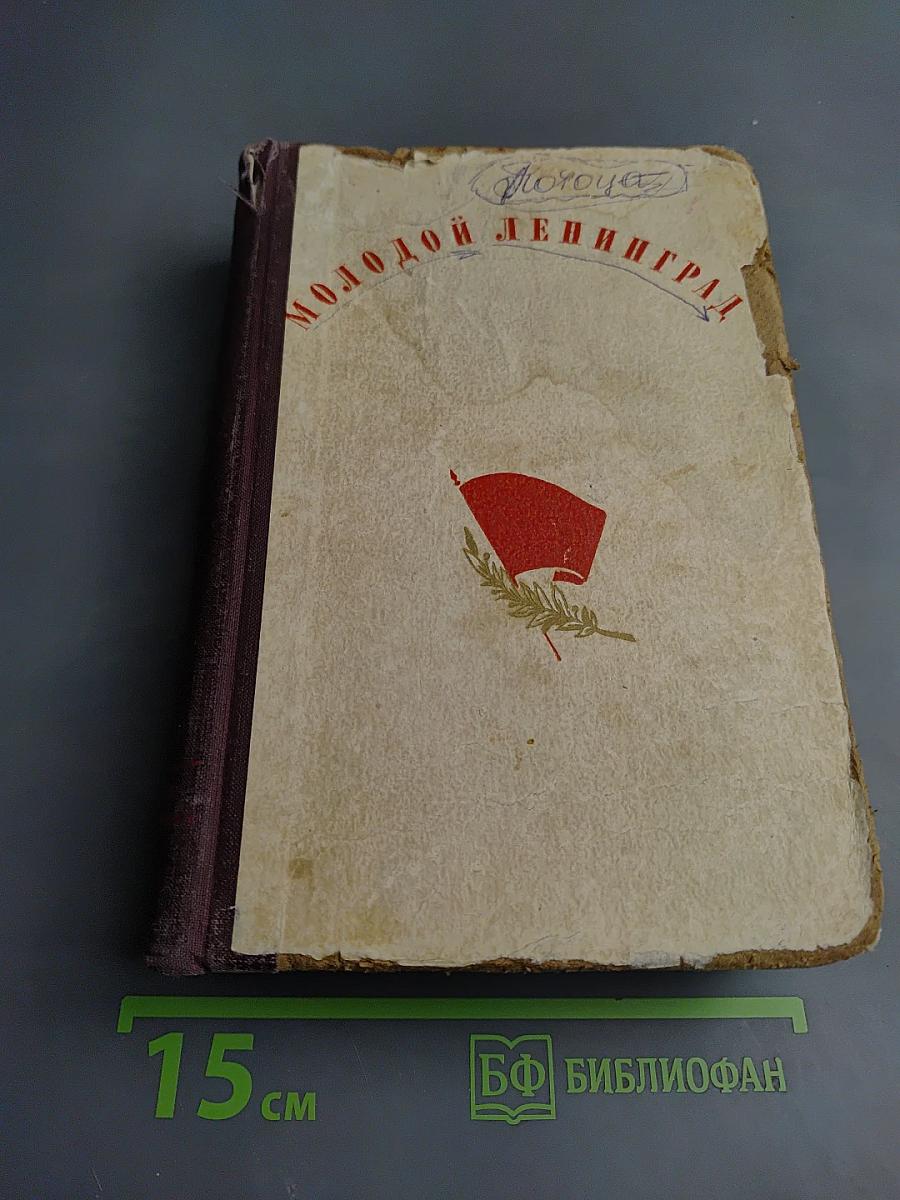 МОЛОДОЙ ЛЕНИНГРАД
15 см
БФ БИБЛИОФАН